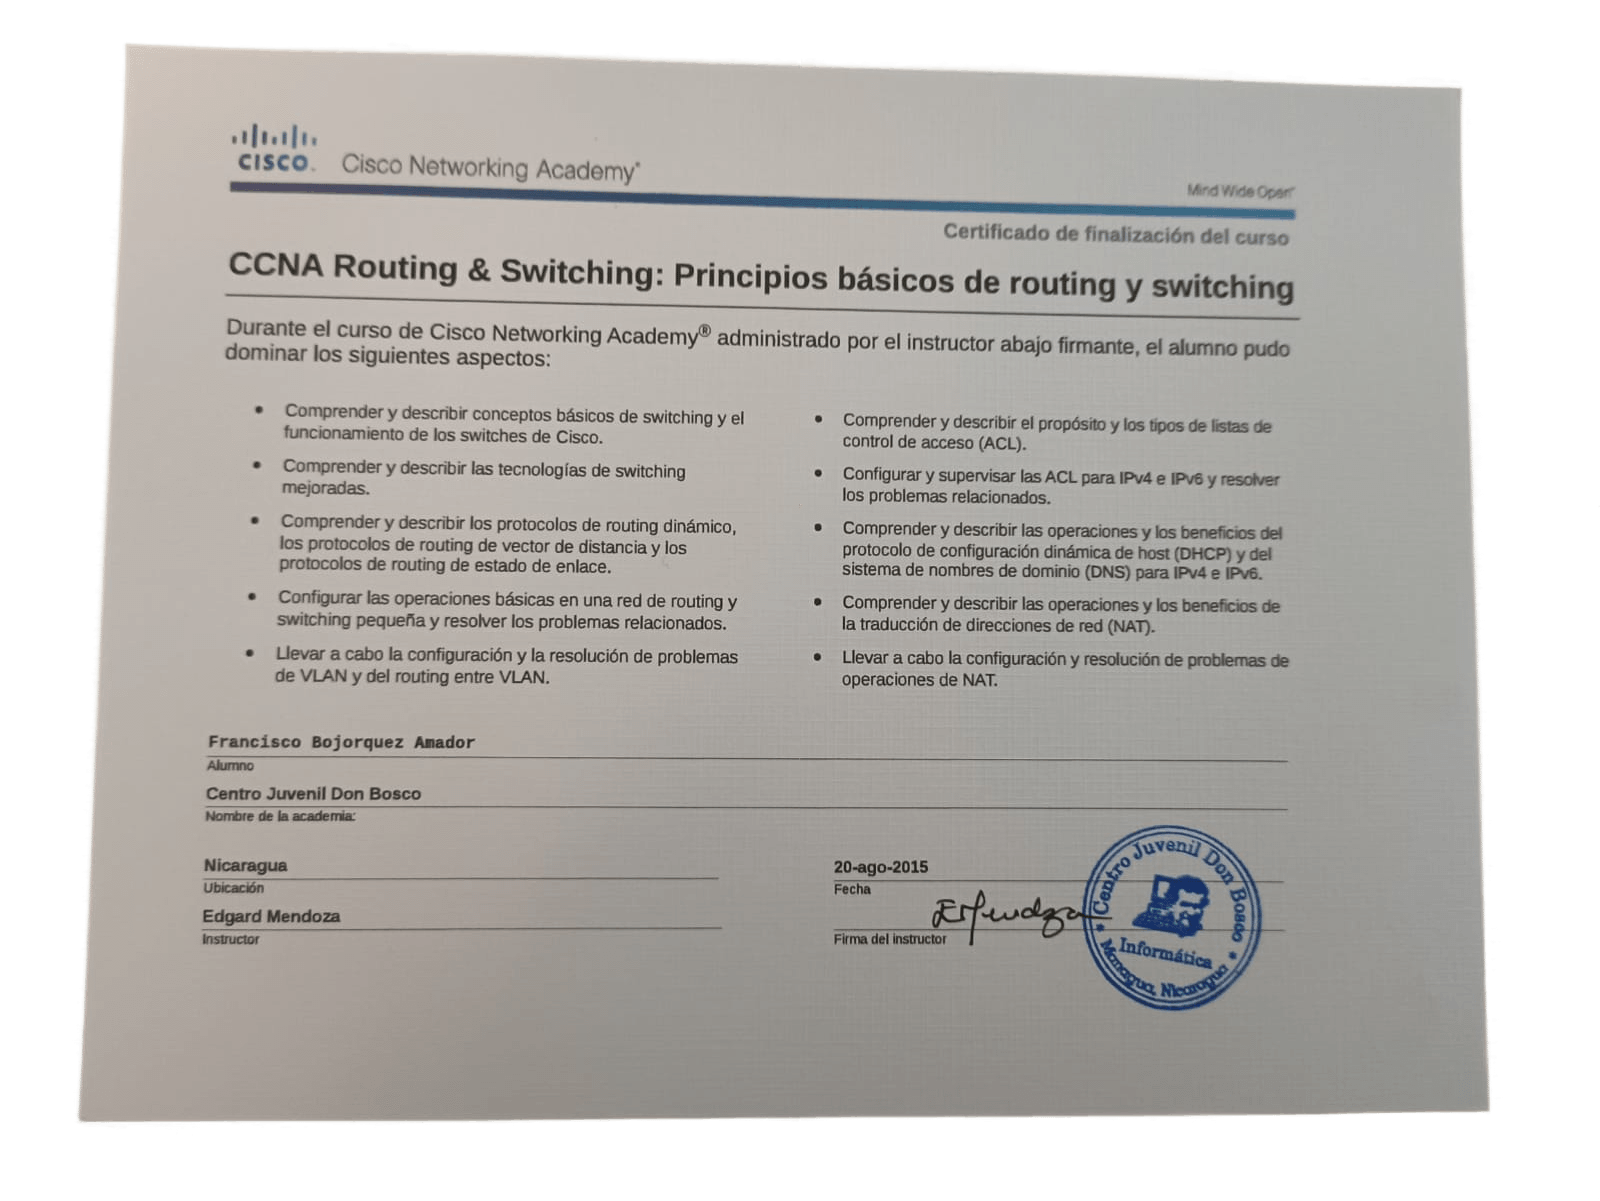 CISCO. Cisco Networking Academy®
Mind Wide Open®
Certificado de finalización del curso
CCNA Routing & Switching: Principios básicos de routing y switching
Durante el curso de Cisco Networking Academy® administrado por el instructor abajo firmante, el alumno pudo
dominar los siguientes aspectos:
• Comprender y describir conceptos básicos de switching y el
funcionamiento de los switches de Cisco.
• Comprender y describir las tecnologías de switching
mejoradas.
• Comprender y describir los protocolos de routing dinámico,
los protocolos de routing de vector de distancia y los
protocolos de routing de estado de enlace.
• Configurar las operaciones básicas en una red de routing y
switching pequeña y resolver los problemas relacionados.
• Llevar a cabo la configuración y la resolución de problemas
de VLAN y del routing entre VLAN.
• Comprender y describir el propósito y los tipos de listas de
control de acceso (ACL).
• Configurar y supervisar las ACL para IPv4 e IPv6 y resolver
los problemas relacionados.
• Comprender y describir las operaciones y los beneficios del
protocolo de configuración dinámica de host (DHCP) y del
sistema de nombres de dominio (DNS) para IPv4 e IPv6.
• Comprender y describir las operaciones y los beneficios de
la traducción de direcciones de red (NAT).
• Llevar a cabo la configuración y resolución de problemas de
operaciones de NAT.
Francisco Bojorquez Amador
Alumno
Centro Juvenil Don Bosco
Nombre de la academia:
Nicaragua
Ubicación
20-ago-2015
Fecha
Edgard Mendoza
Instructor
EMendoza
Firma del instructor
* Centro Juvenil Don Bosco *
Informática
Managua, Nicaragua